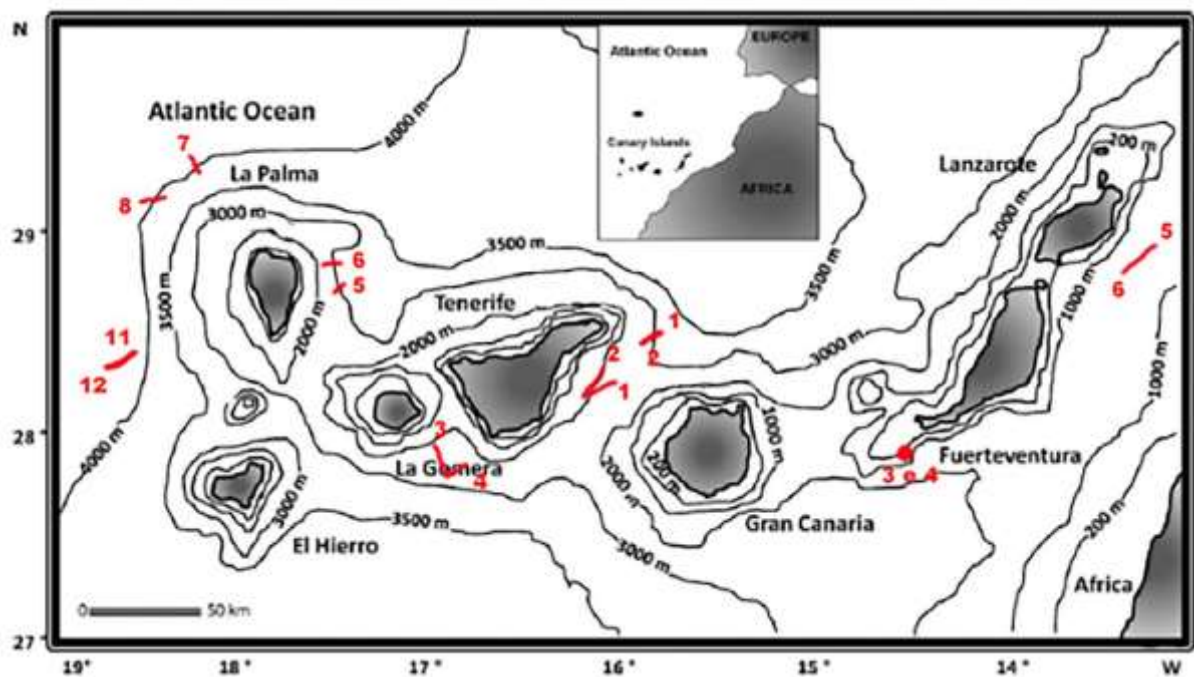 N
EUROPE
Atlantic Ocean
Canary Islands
AFRICA
4000 m
Atlantic Ocean
7
La Palma
8
3000 m
Lanzarote
200 m
2000 m
29°
3500 m
3500 m
5
6
5
6
3500 m
2000 m
Tenerife
2000 m
1000 m
1
2
3000 m
11
12
2
1
1000 m
28°
4000 m
3
La Gomera
4
1000 m
2000 m
200 m
Fuerteventura
3 e 4
3000 m
El Hierro
3500 m
Gran Canaria
3000 m
200 m
Africa
0
50 km
27°
19°
18°
17°
16°
15°
14°
W